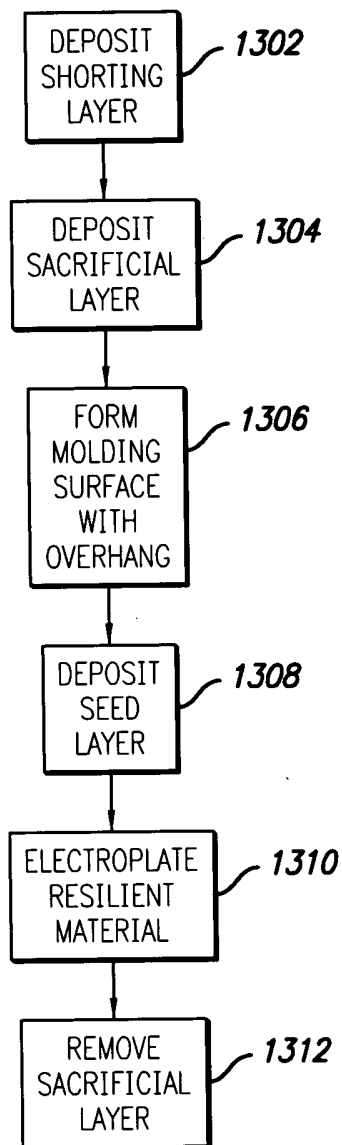 DEPOSIT
SHORTING
LAYER
1302
DEPOSIT
SACRIFICIAL
LAYER
1304
FORM
MOLDING
SURFACE
WITH
OVERHANG
1306
DEPOSIT
SEED
LAYER
1308
ELECTROPLATE
RESILIENT
MATERIAL
1310
REMOVE
SACRIFICIAL
LAYER
1312